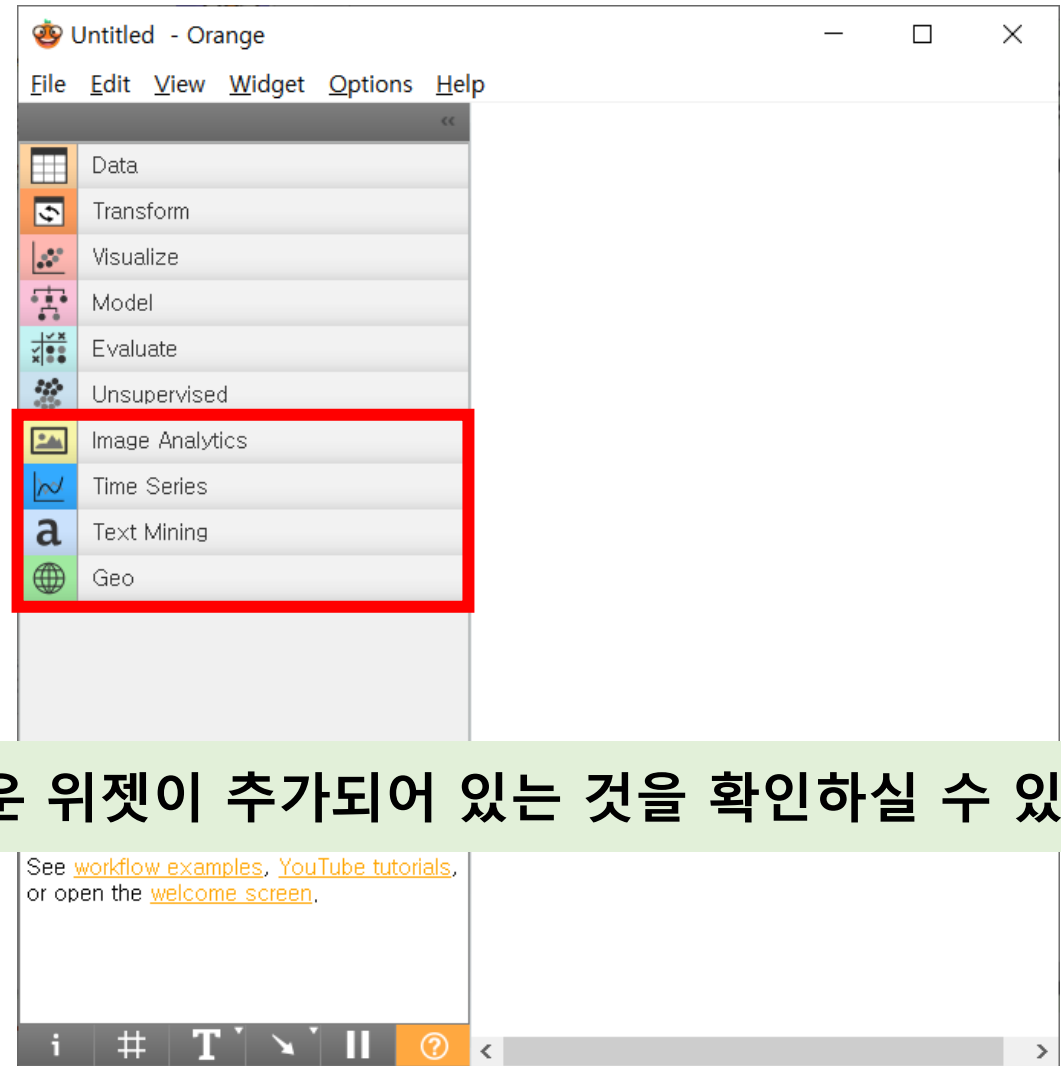 Untitled - Orange
File Edit View Widget Options Help
Data
Transform
Visualize
Model
Evaluate
Unsupervised
Image Analytics
Time Series
a Text Mining
Geo
운 위젯이 추가되어 있는 것을 확인하실 수 있
See workflow examples, YouTube tutorials,
or open the welcome screen.
i # T ?